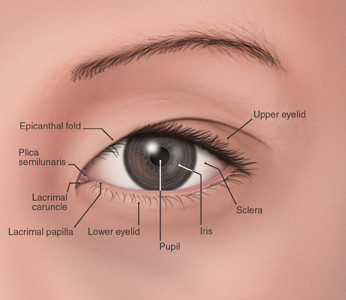 Upper eyelid
Epicanthal fold
Plica
semilunaris
Lacrimal
caruncle
Sclera
Lacrimal papilla
Lower eyelid
Iris
Pupil